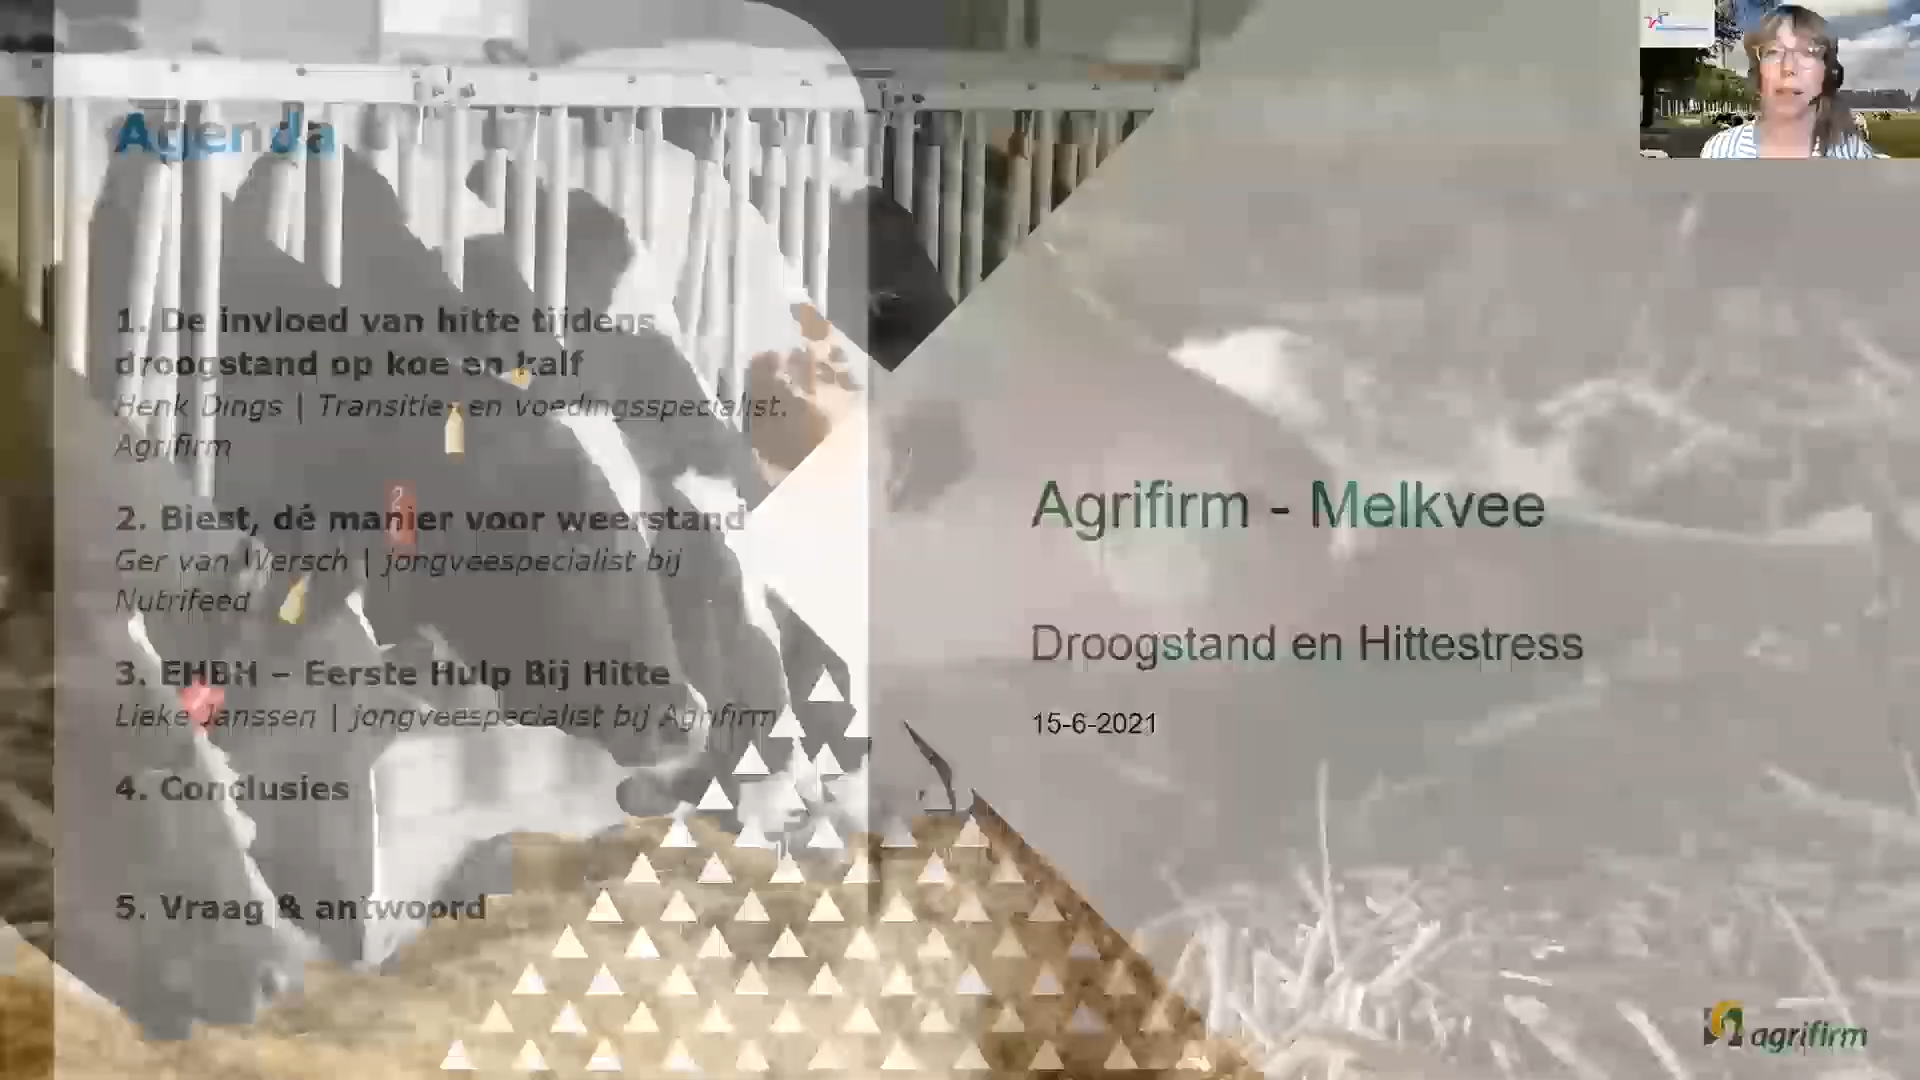 Agenda
1. De invloed van hitte tijdens
droogstand op koe en kalf
Henk Dings | Transitie- en voedingsspecialist.
Agrifirm
2. Biest, dé manier voor weerstand
Ger van Wersch | jongveespecialist bij
Nutrifeed
3. EHBH – Eerste Hulp Bij Hitte
Lieke Janssen | jongveespecialist bij Agrifirm
4. Conclusies
5. Vraag & antwoord
Agrifirm - Melkvee
Droogstand en Hittestress
15-6-2021
agrifirm